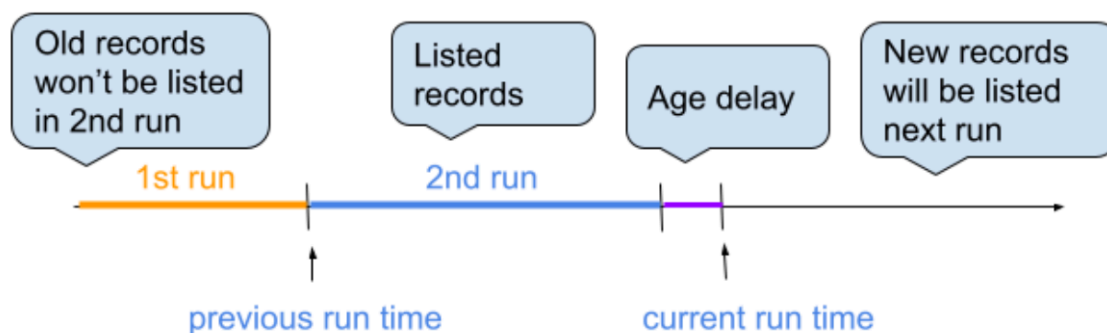 Old records
won't be listed
in 2nd run
Listed
records
Age delay
New records
will be listed
next run
1st run
2nd run
previous run time
current run time